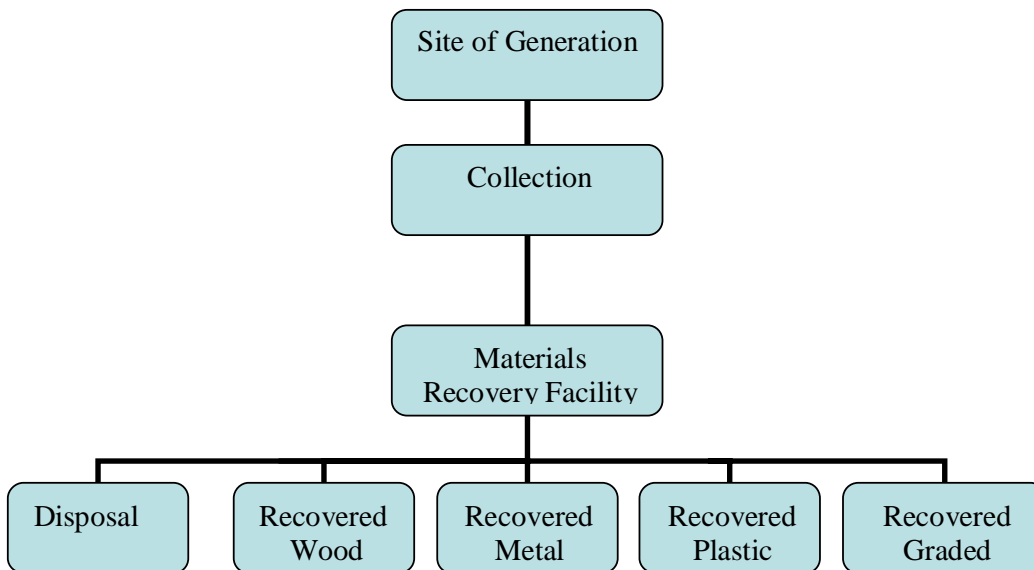 Site of Generation
Collection
Materials
Recovery Facility
Disposal
Recovered
Wood
Recovered
Metal
Recovered
Plastic
Recovered
Graded